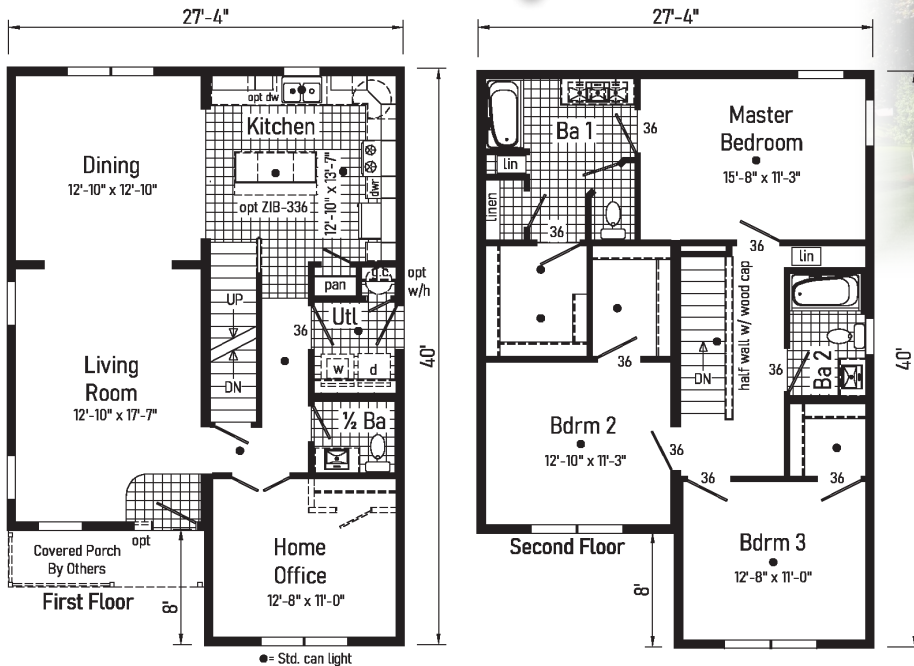 27'-4"
opt dw
Kitchen
Dining
12'-10" x 12'-10"
12'-10" x 13'-7"
dwr
opt ZIB-336
g.c.
opt
w/h
pan
UP
Utl
36
DN
w
d
40'
Living
Room
12'-10" x 17'-7"
½ Ba
opt
Covered Porch
By Others
First Floor
8'
Home
Office
12'-8" x 11'-0"
●= Std. can light
27'-4"
Ba 1
36
Master
Bedroom
15'-8" x 11'-3"
lin
linen
36
36
lin
half wall w/ wood cap
DN
36
36
Ba 2
40'
Bdrm 2
12'-10" x 11'-3"
36
36
36
Second Floor
8'
Bdrm 3
12'-8" x 11'-0"